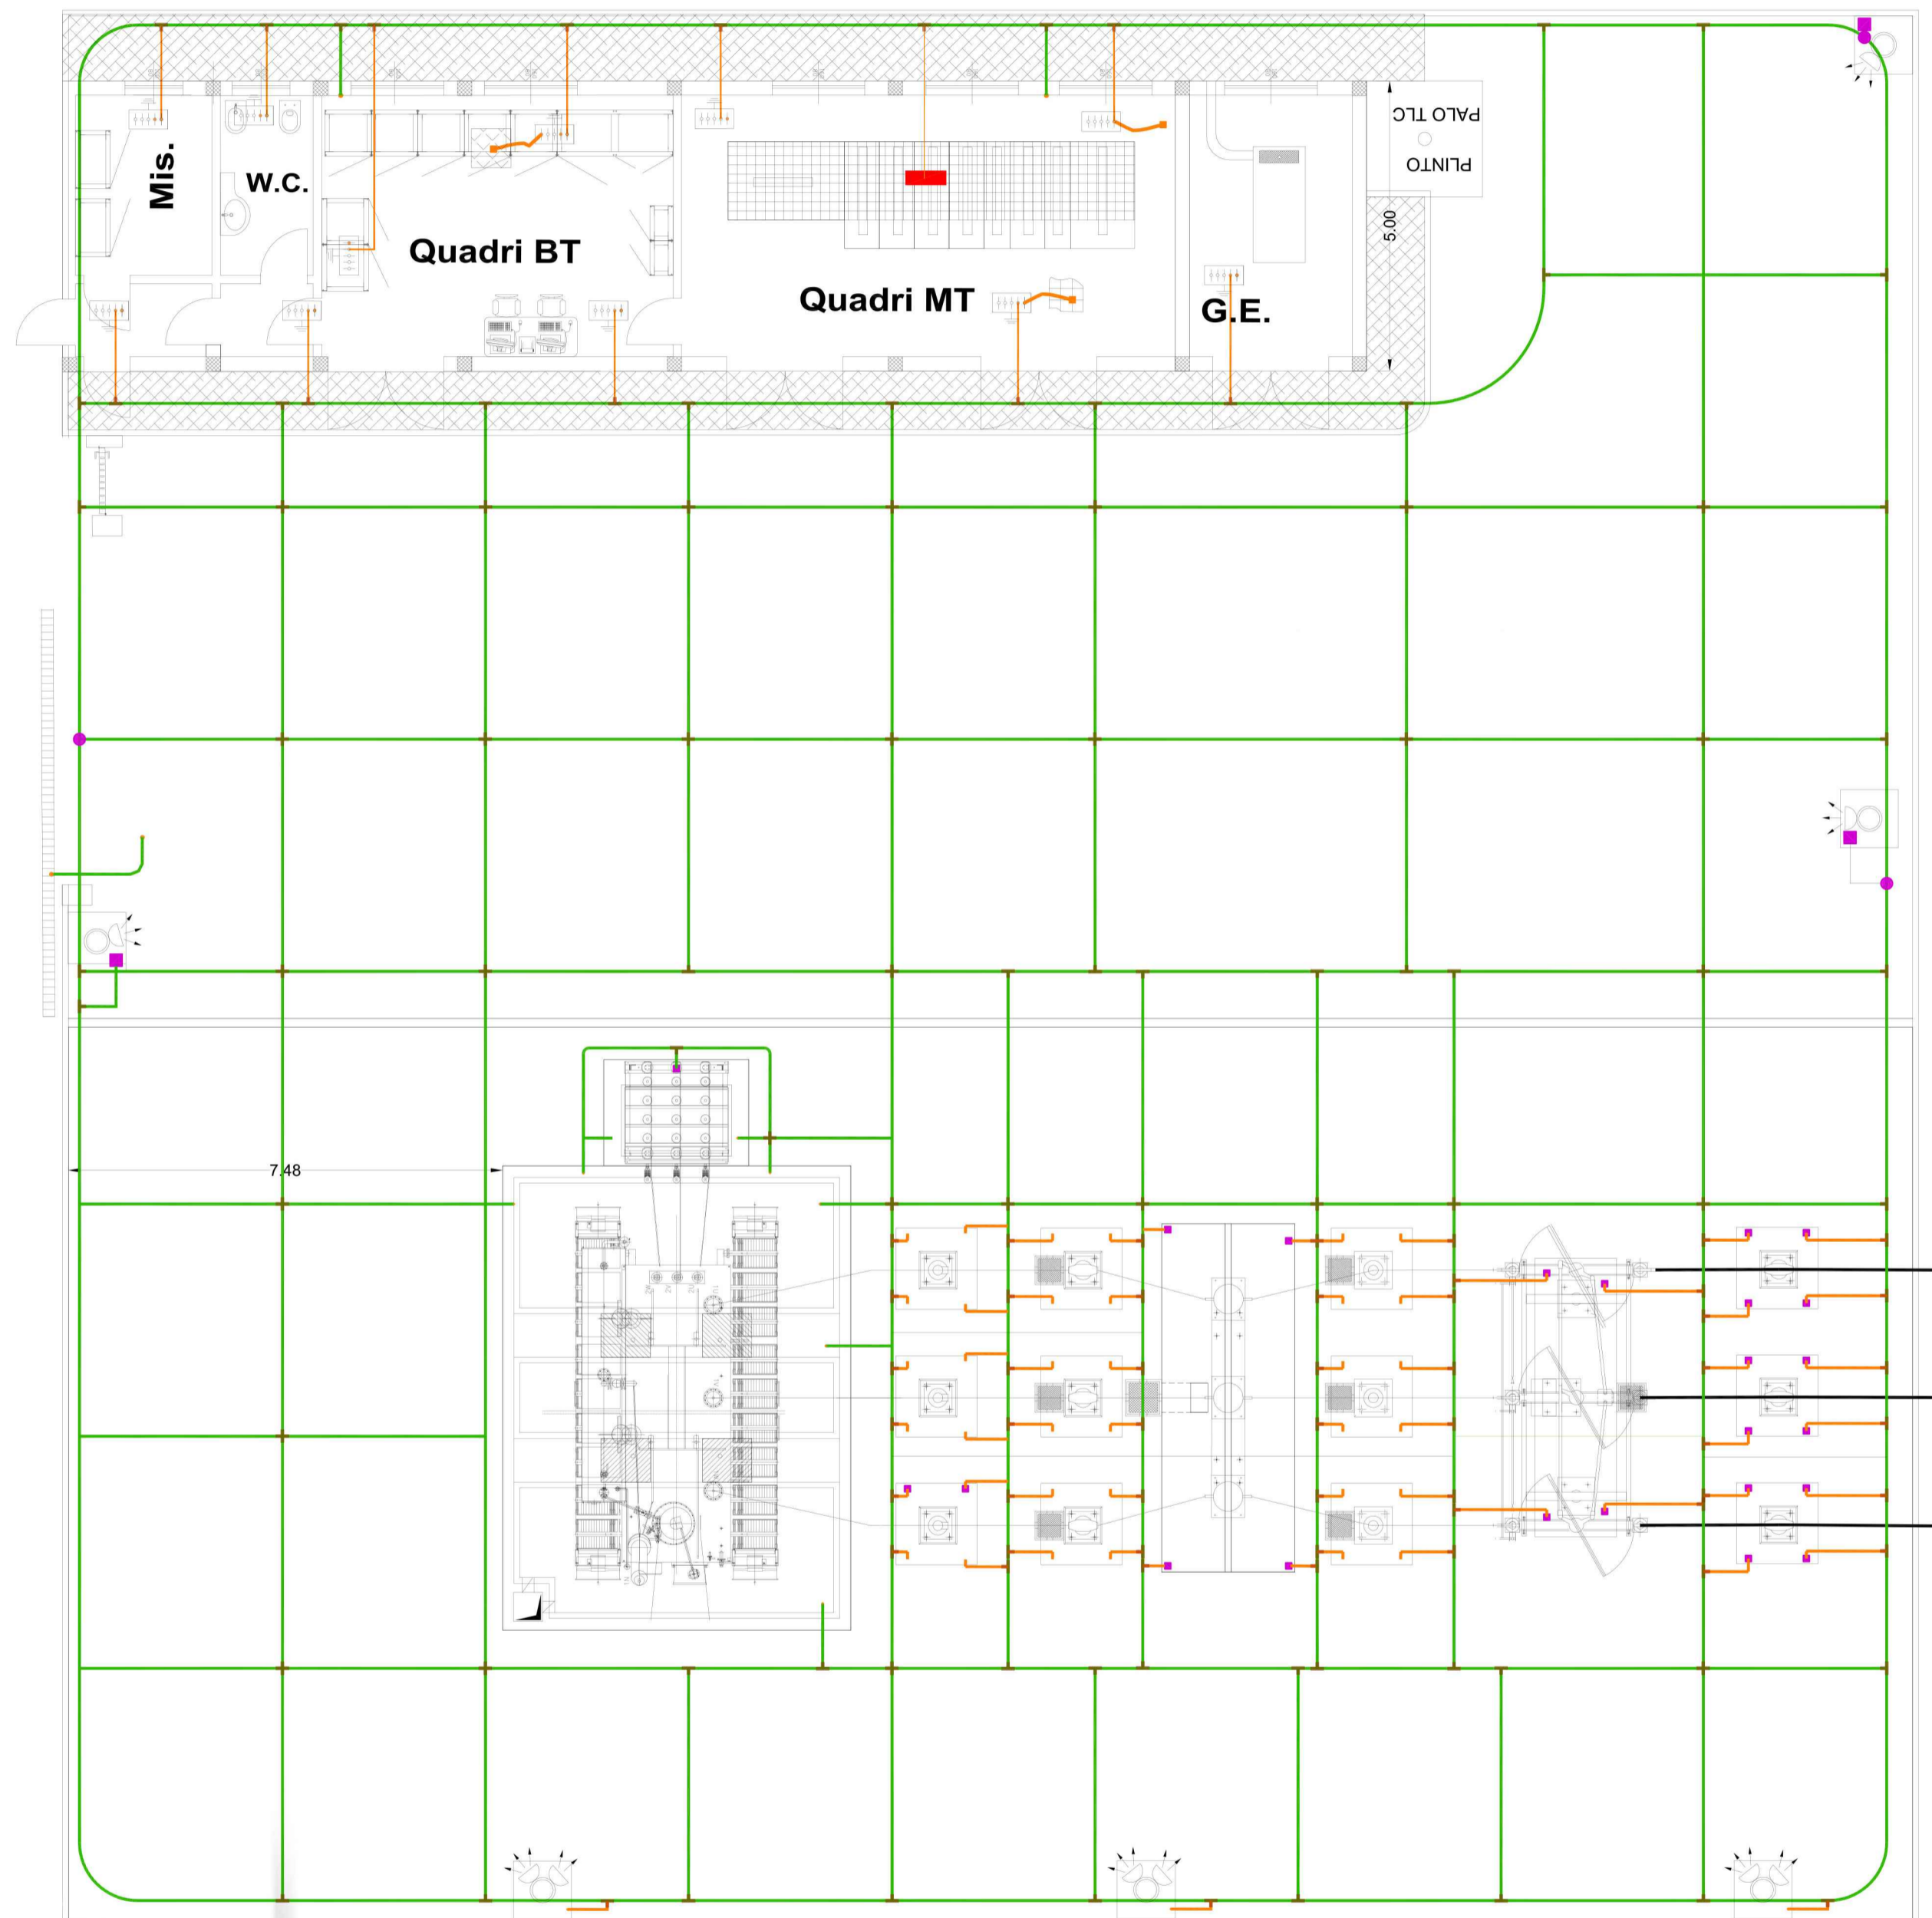 PALO TLC
PLINTO
Mis.
W.C.
5.00
Quadri BT
Quadri MT
G.E.
7.48